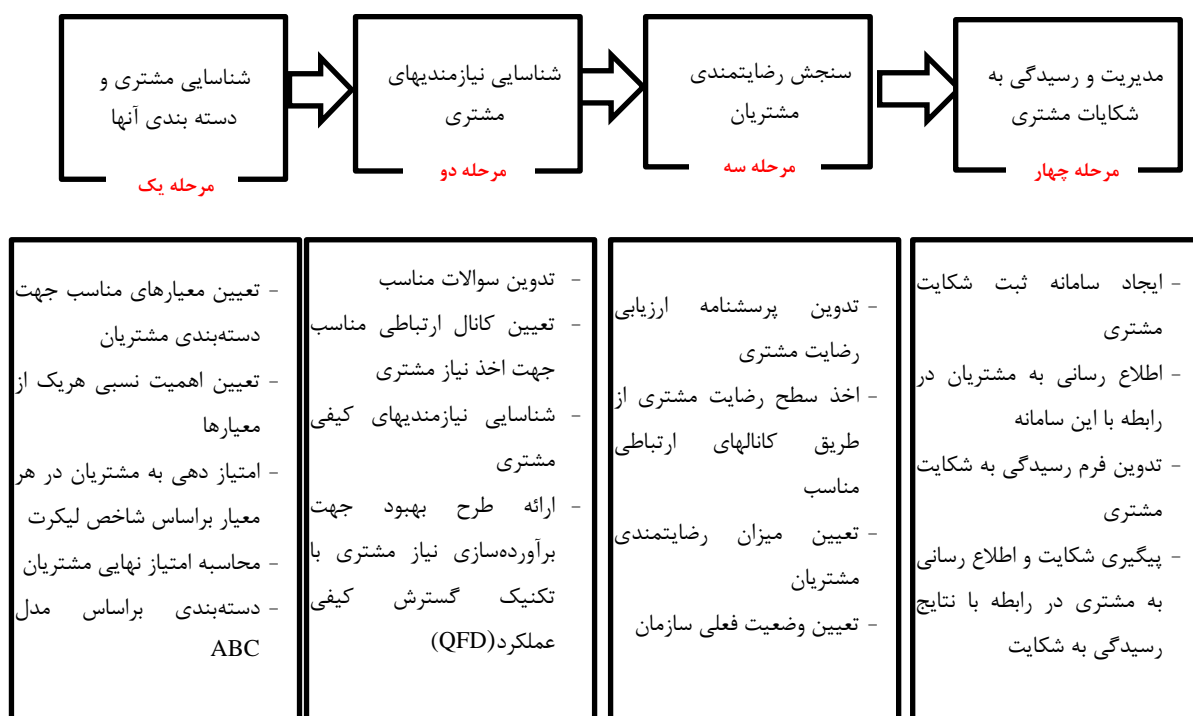 شناسایی مشتری و
دسته بندی آنها
مرحله یک
شناسایی نیازمندیهای
مشتری
مرحله دو
سنجش رضایتمندی
مشتریان
مرحله سه
مدیریت و رسیدگی به
شکایات مشتری
مرحله چهار
- تعیین معیارهای مناسب جهت
دسته‌بندی مشتریان
- تعیین اهمیت نسبی هریک از
معیارها
- امتیاز دهی به مشتریان در هر
معیار براساس شاخص لیکرت
- محاسبه امتیاز نهایی مشتریان
- دسته‌بندی براساس مدل
ABC
- تدوین سوالات مناسب
- تعیین کانال ارتباطی مناسب
جهت اخذ نیاز مشتری
- شناسایی نیازمندیهای کیفی
مشتری
- ارائه طرح بهبود جهت
برآورده‌سازی نیاز مشتری با
تکنیک گسترش کیفی
عملکرد(QFD)
- تدوین پرسشنامه ارزیابی
رضایت مشتری
- اخذ سطح رضایت مشتری از
طریق کانالهای ارتباطی
مناسب
- تعیین میزان رضایتمندی
مشتریان
- تعیین وضعیت فعلی سازمان
- ایجاد سامانه ثبت شکایت
مشتری
- اطلاع رسانی به مشتریان در
رابطه با این سامانه
- تدوین فرم رسیدگی به شکایت
مشتری
- پیگیری شکایت و اطلاع رسانی
به مشتری در رابطه با نتایج
رسیدگی به شکایت